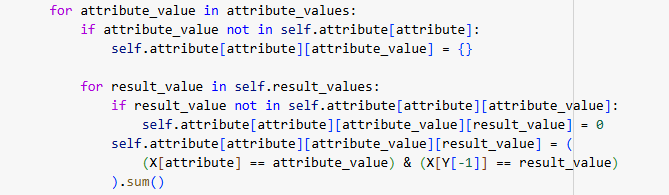 for attribute_value in attribute_values:
if attribute_value not in self.attribute[attribute]:
self.attribute[attribute][attribute_value] = {}
for result_value in self.result_values:
if result_value not in self.attribute[attribute][attribute_value]:
self.attribute[attribute][attribute_value][result_value] = 0
self.attribute[attribute][attribute_value][result_value] = (
(X[attribute] == attribute_value) & (X[Y[-1]] == result_value)
).sum()